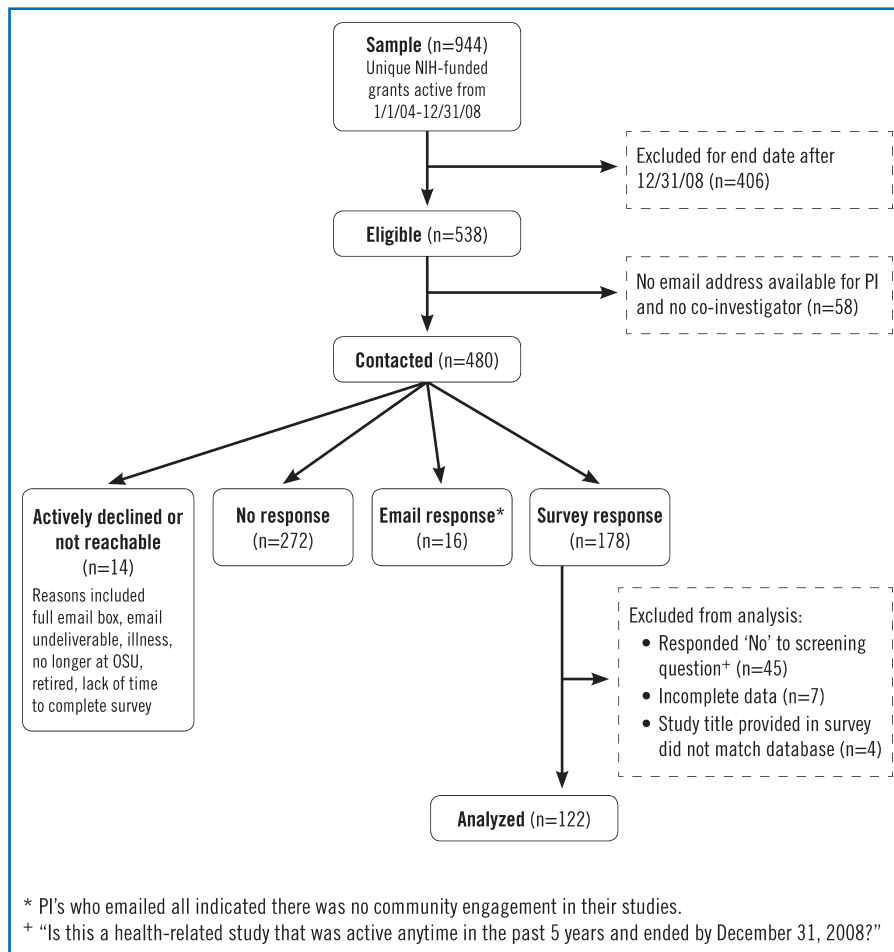 Sample (n=944)
Unique NIH-funded
grants active from
1/1/04-12/31/08
Excluded for end date after
12/31/08 (n=406)
Eligible (n=538)
No email address available for PI
and no co-investigator (n=58)
Contacted (n=480)
Actively declined or
not reachable
(n=14)
Reasons included
full email box, email
undeliverable, illness,
no longer at OSU,
retired, lack of time
to complete survey
No response
(n=272)
Email response*
(n=16)
Survey response
(n=178)
Excluded from analysis:
• Responded ‘No’ to screening
question+ (n=45)
• Incomplete data (n=7)
• Study title provided in survey
did not match database (n=4)
Analyzed (n=122)
* PI’s who emailed all indicated there was no community engagement in their studies.
+ “Is this a health-related study that was active anytime in the past 5 years and ended by December 31, 2008?”